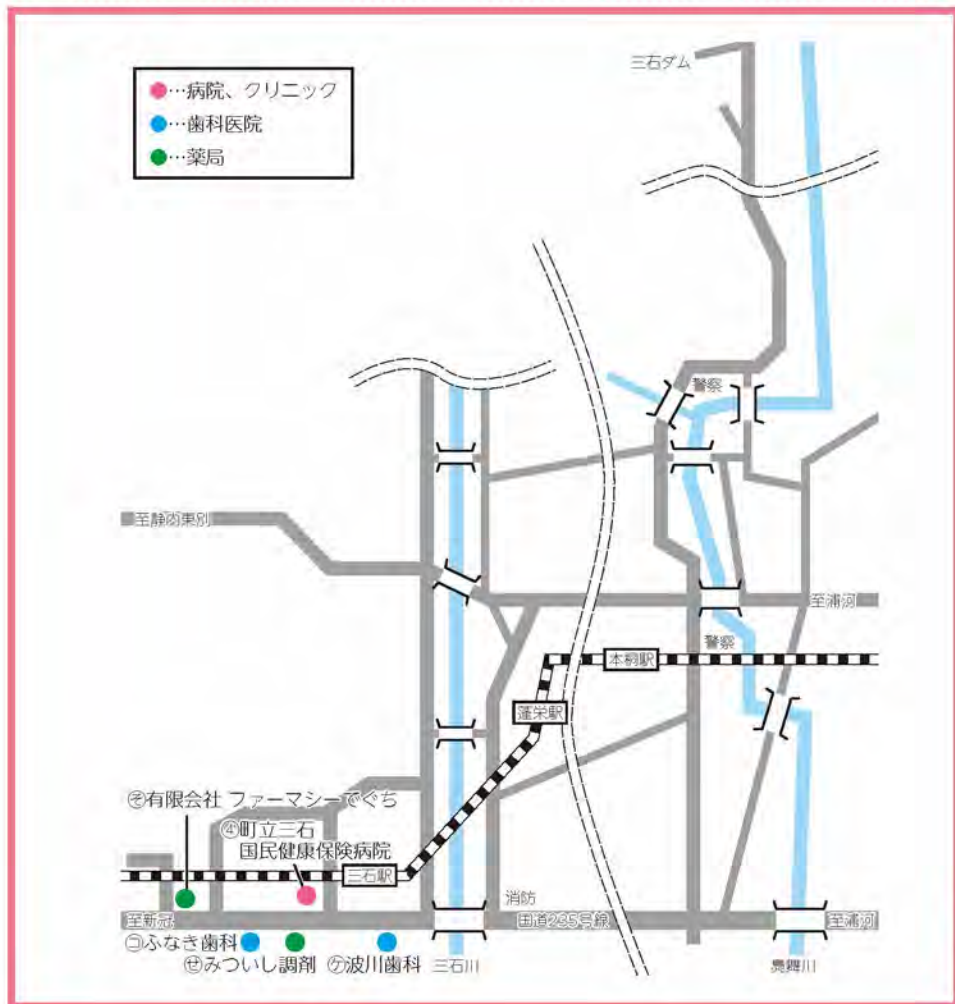 ●…病院、クリニック
●…歯科医院
●…薬局
三石ダム
警察
至静内東別
至浦河
警察
本桐駅
蓬栄駅
㋞有限会社 ファーマシーでぐち
町立三石
国民健康保険病院
三石駅
消防
至新冠
国道235号線
至浦河
㋙ふなき歯科
㋝みついし調剤
㋘波川歯科
三石川
鳧舞川